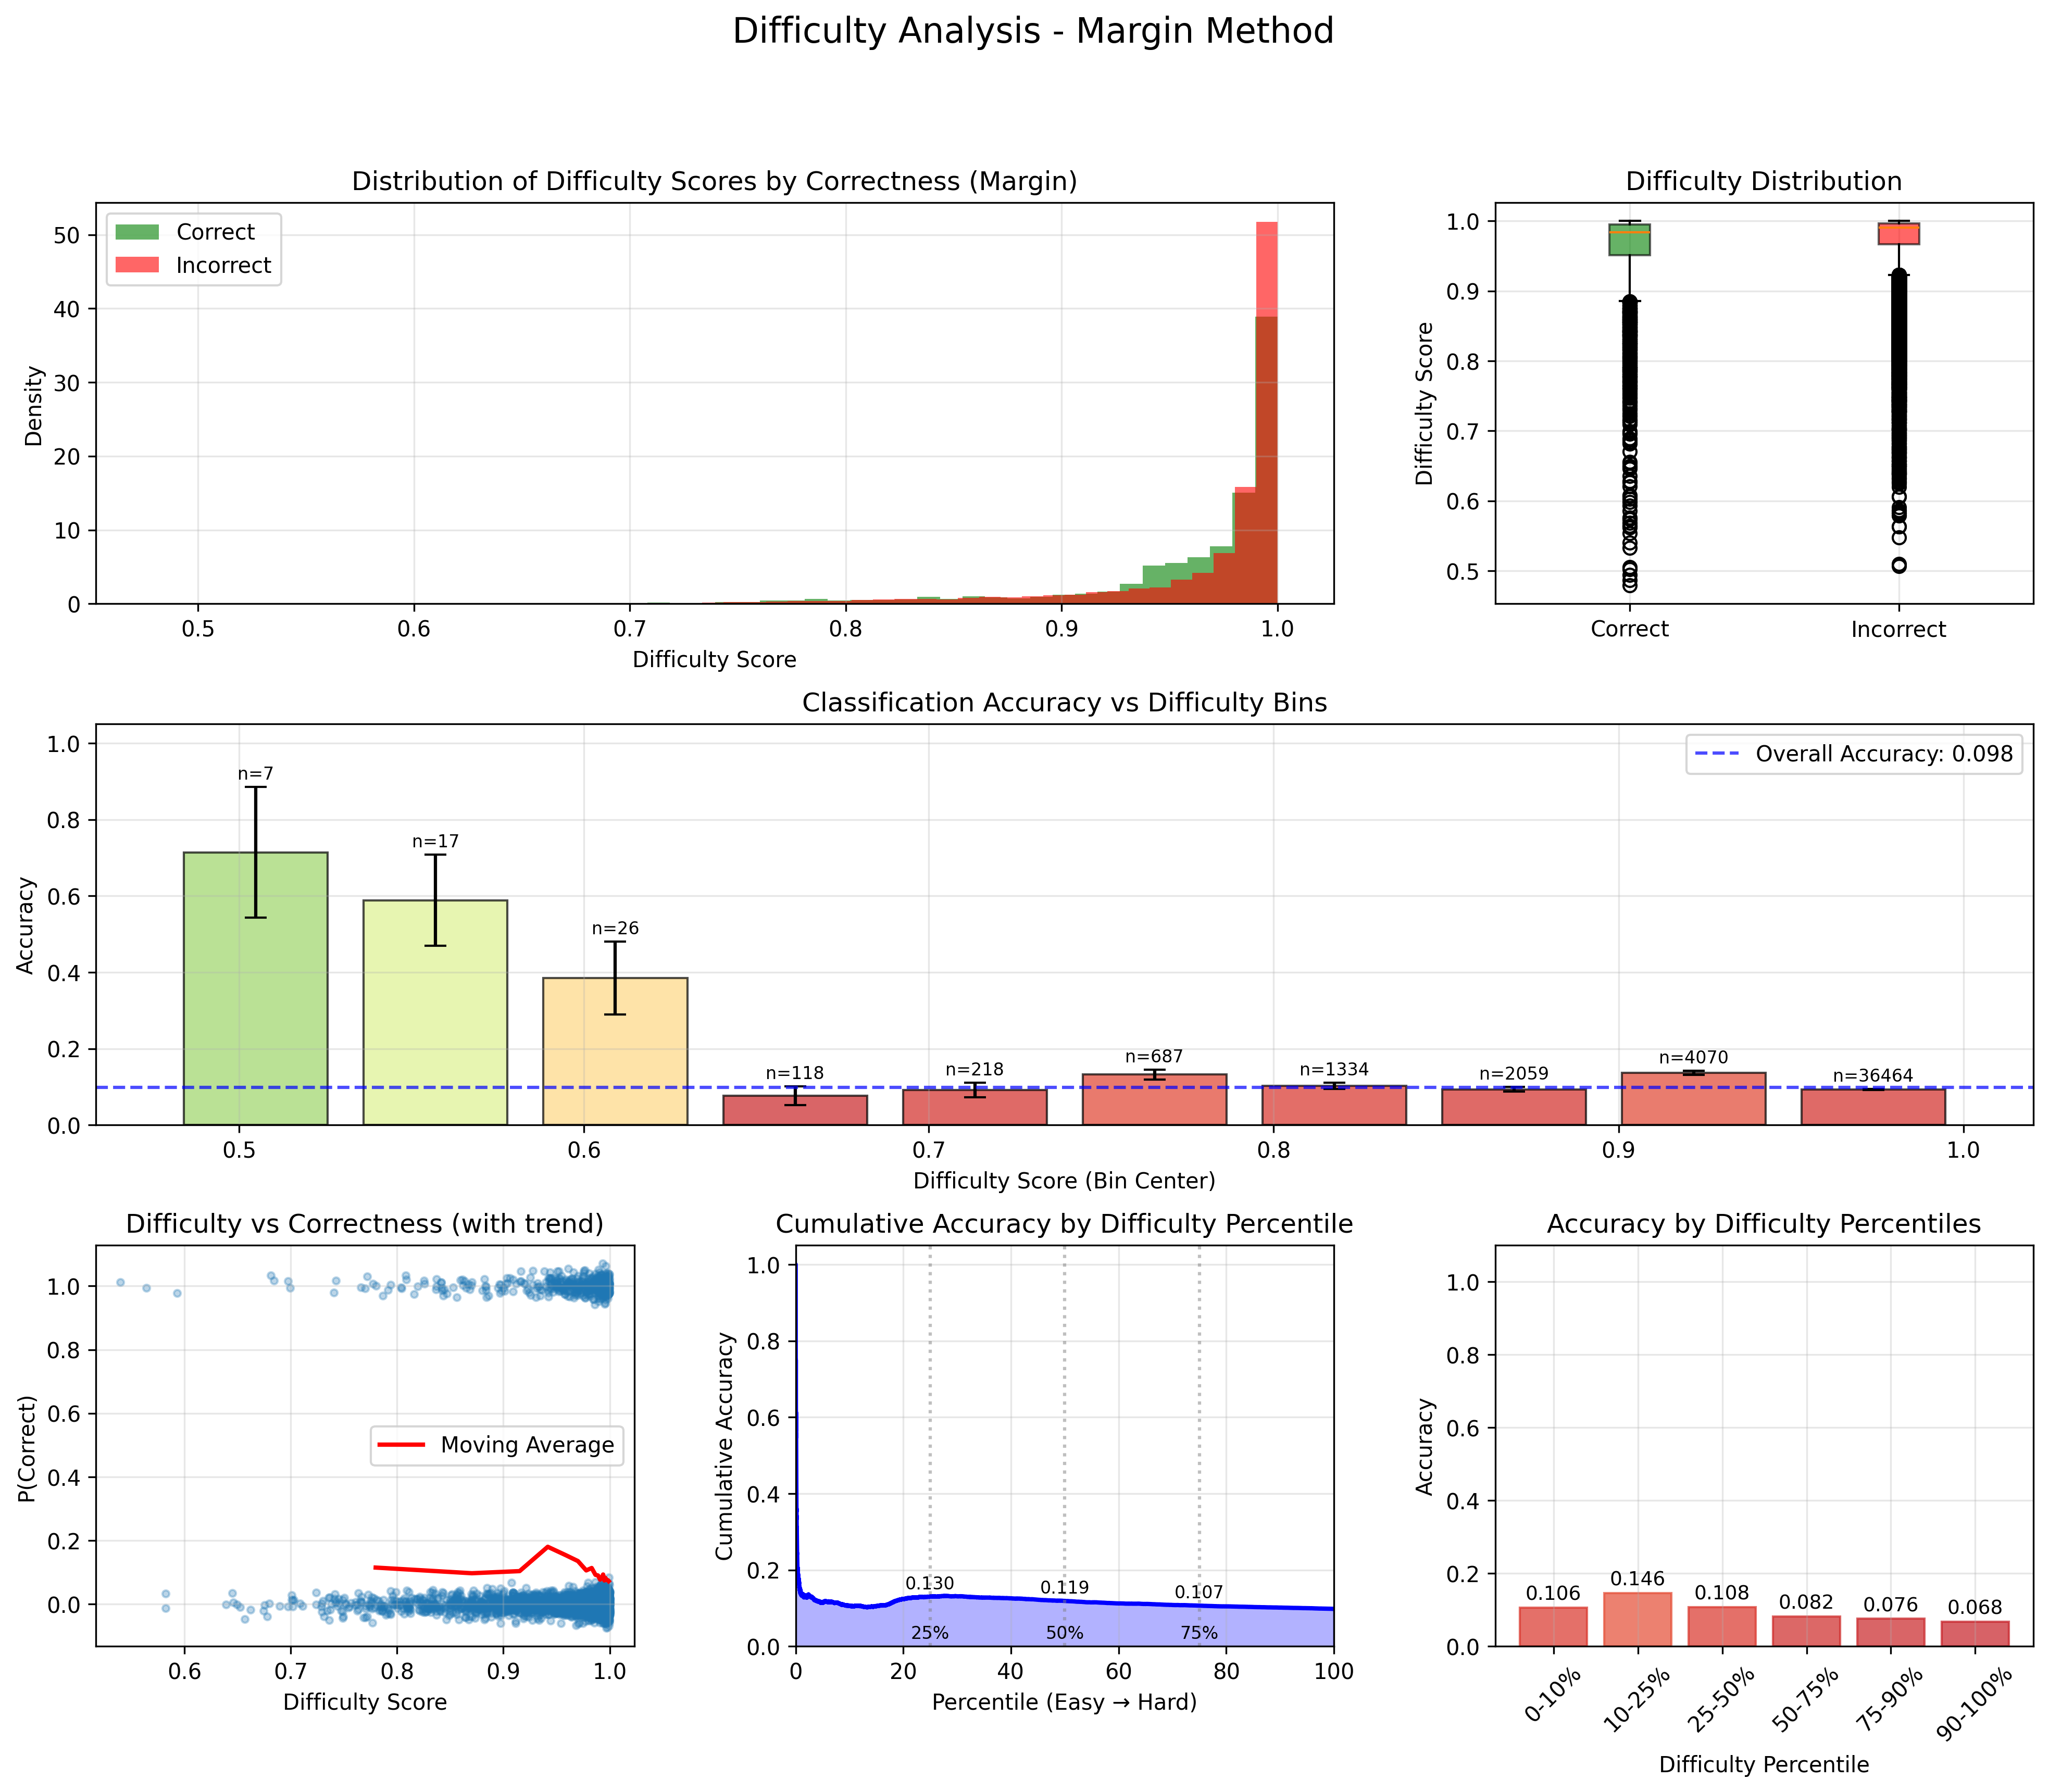 Difficulty Analysis - Margin Method
Distribution of Difficulty Scores by Correctness (Margin)
Correct
Incorrect
Density
50
40
30
20
10
0
0.5 0.6 0.7 0.8 0.9 1.0
Difficulty Score
Difficulty Distribution
Difficulty Score
1.0
0.9
0.8
0.7
0.6
0.5
Correct Incorrect
Classification Accuracy vs Difficulty Bins
Overall Accuracy: 0.098
Accuracy
1.0
0.8
0.6
0.4
0.2
0.0
n=7
n=17
n=26
n=118
n=218
n=687
n=1334
n=2059
n=4070
n=36464
0.5 0.6 0.7 0.8 0.9 1.0
Difficulty Score (Bin Center)
Difficulty vs Correctness (with trend)
P(Correct)
1.0
0.8
0.6
0.4
0.2
0.0
Moving Average
0.6 0.7 0.8 0.9 1.0
Difficulty Score
Cumulative Accuracy by Difficulty Percentile
Cumulative Accuracy
1.0
0.8
0.6
0.4
0.2
0.0
0.130 0.119 0.107
25% 50% 75%
0 20 40 60 80 100
Percentile (Easy → Hard)
Accuracy by Difficulty Percentiles
Accuracy
1.0
0.8
0.6
0.4
0.2
0.0
0.106 0.146 0.108 0.082 0.076 0.068
0-10% 10-25% 25-50% 50-75% 75-90% 90-100%
Difficulty Percentile